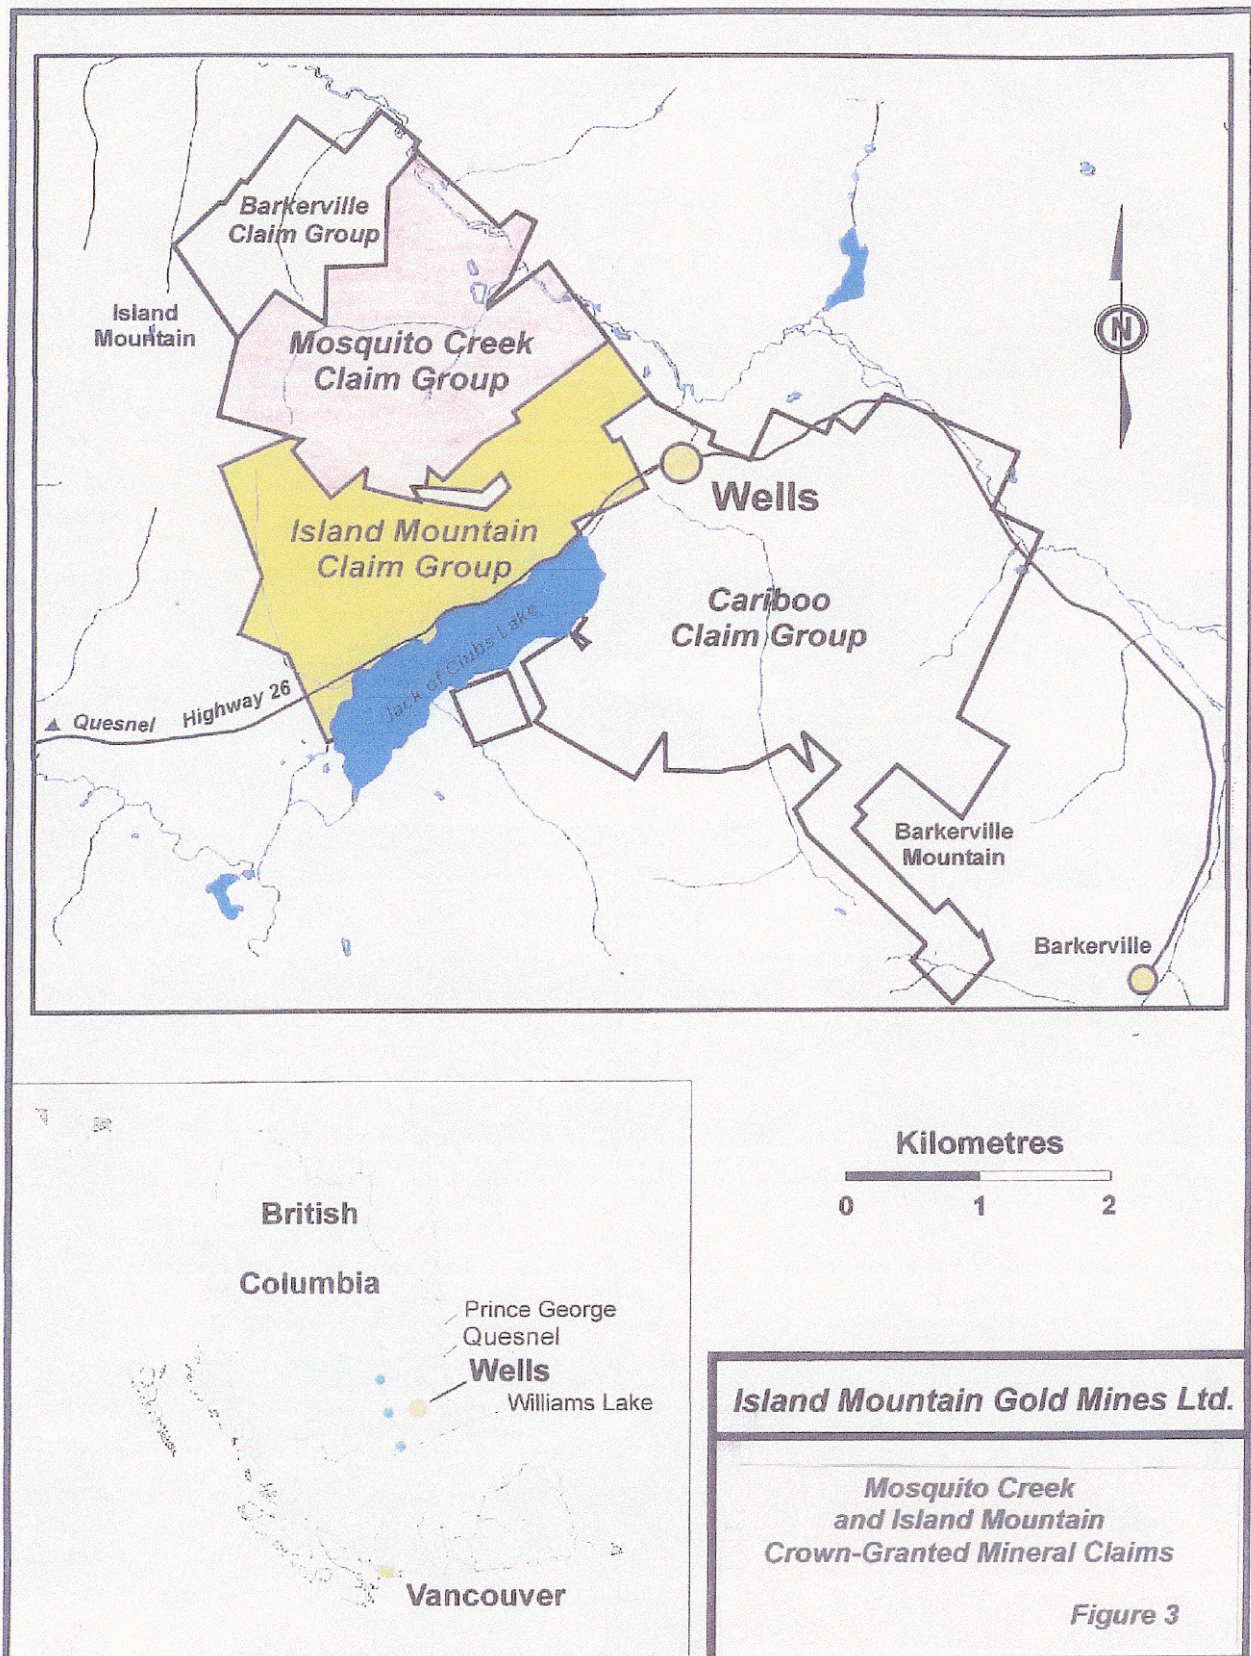 Barkerville
Claim Group
Island
Mountain
Mosquito Creek
Claim Group
N
Wells
Island Mountain
Claim Group
Cariboo
Claim Group
Jack of Clubs Lake
Highway 26
Quesnel
Barkerville
Mountain
Barkerville
Kilometres
0 1 2
British
Columbia
Prince George
Quesnel
Wells
Williams Lake
Vancouver
Island Mountain Gold Mines Ltd.
Mosquito Creek
and Island Mountain
Crown-Granted Mineral Claims
Figure 3